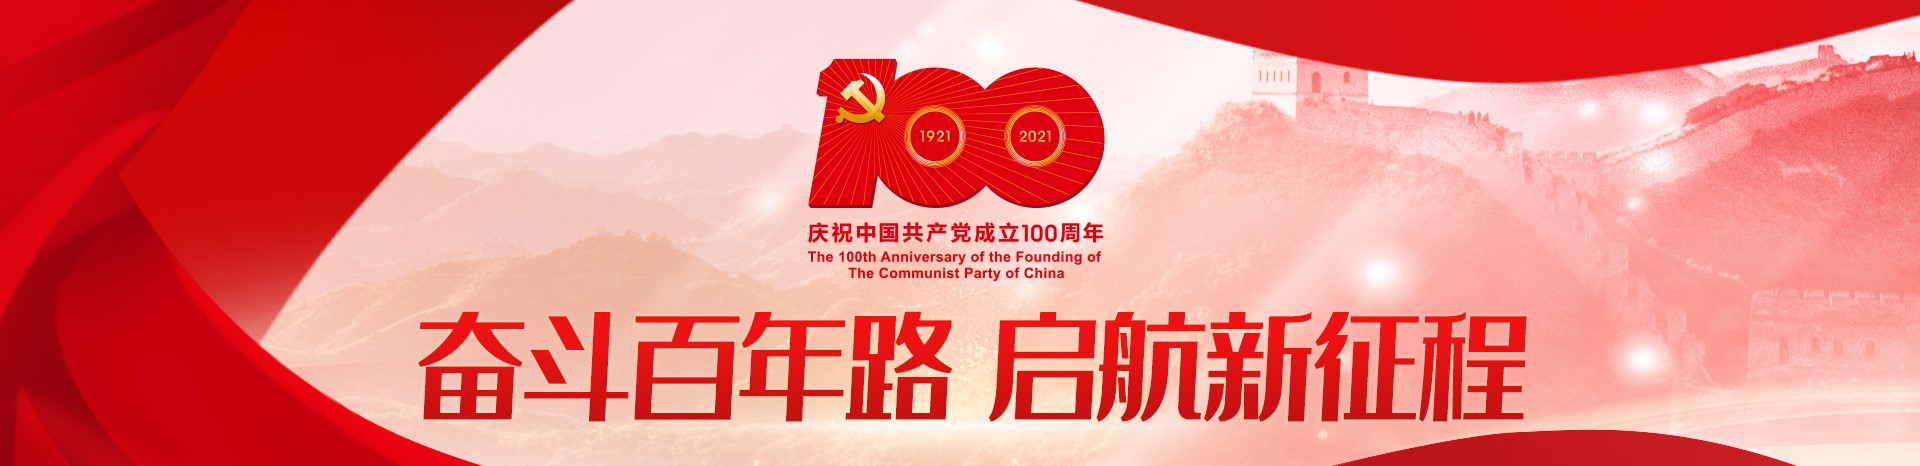 100
1921
2021
庆祝中国共产党成立100周年
The 100th Anniversary of the Founding of
The Communist Party of China
奋斗百年路 启航新征程